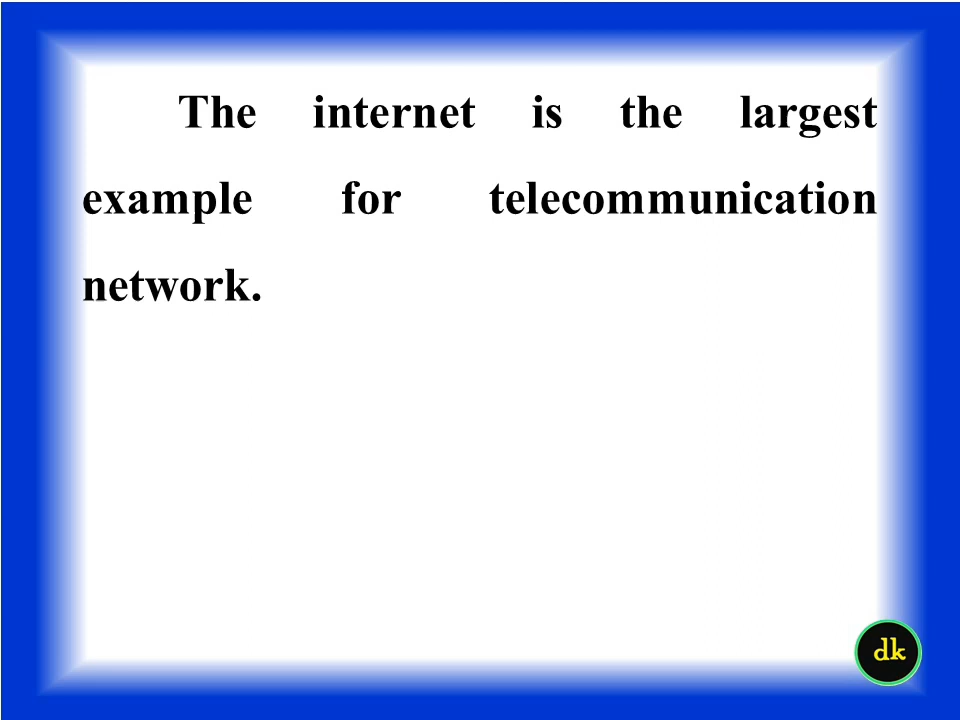 The internet is the largest
example for telecommunication
network.
dk